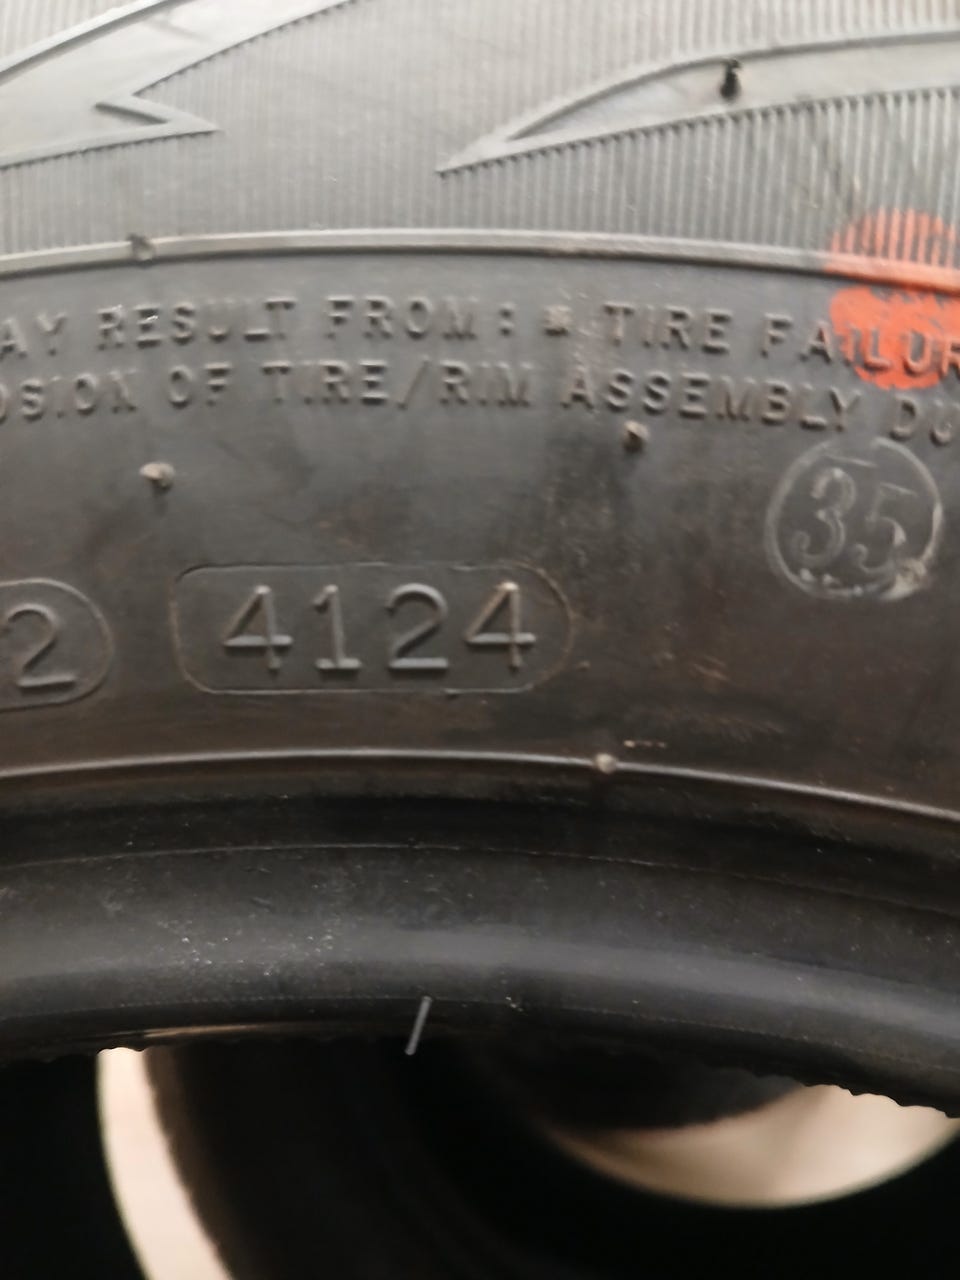 AY RESULT FROM: * TIRE FAILUR
OSION OF TIRE/RIM ASSEMBLY DU
35
2 4124